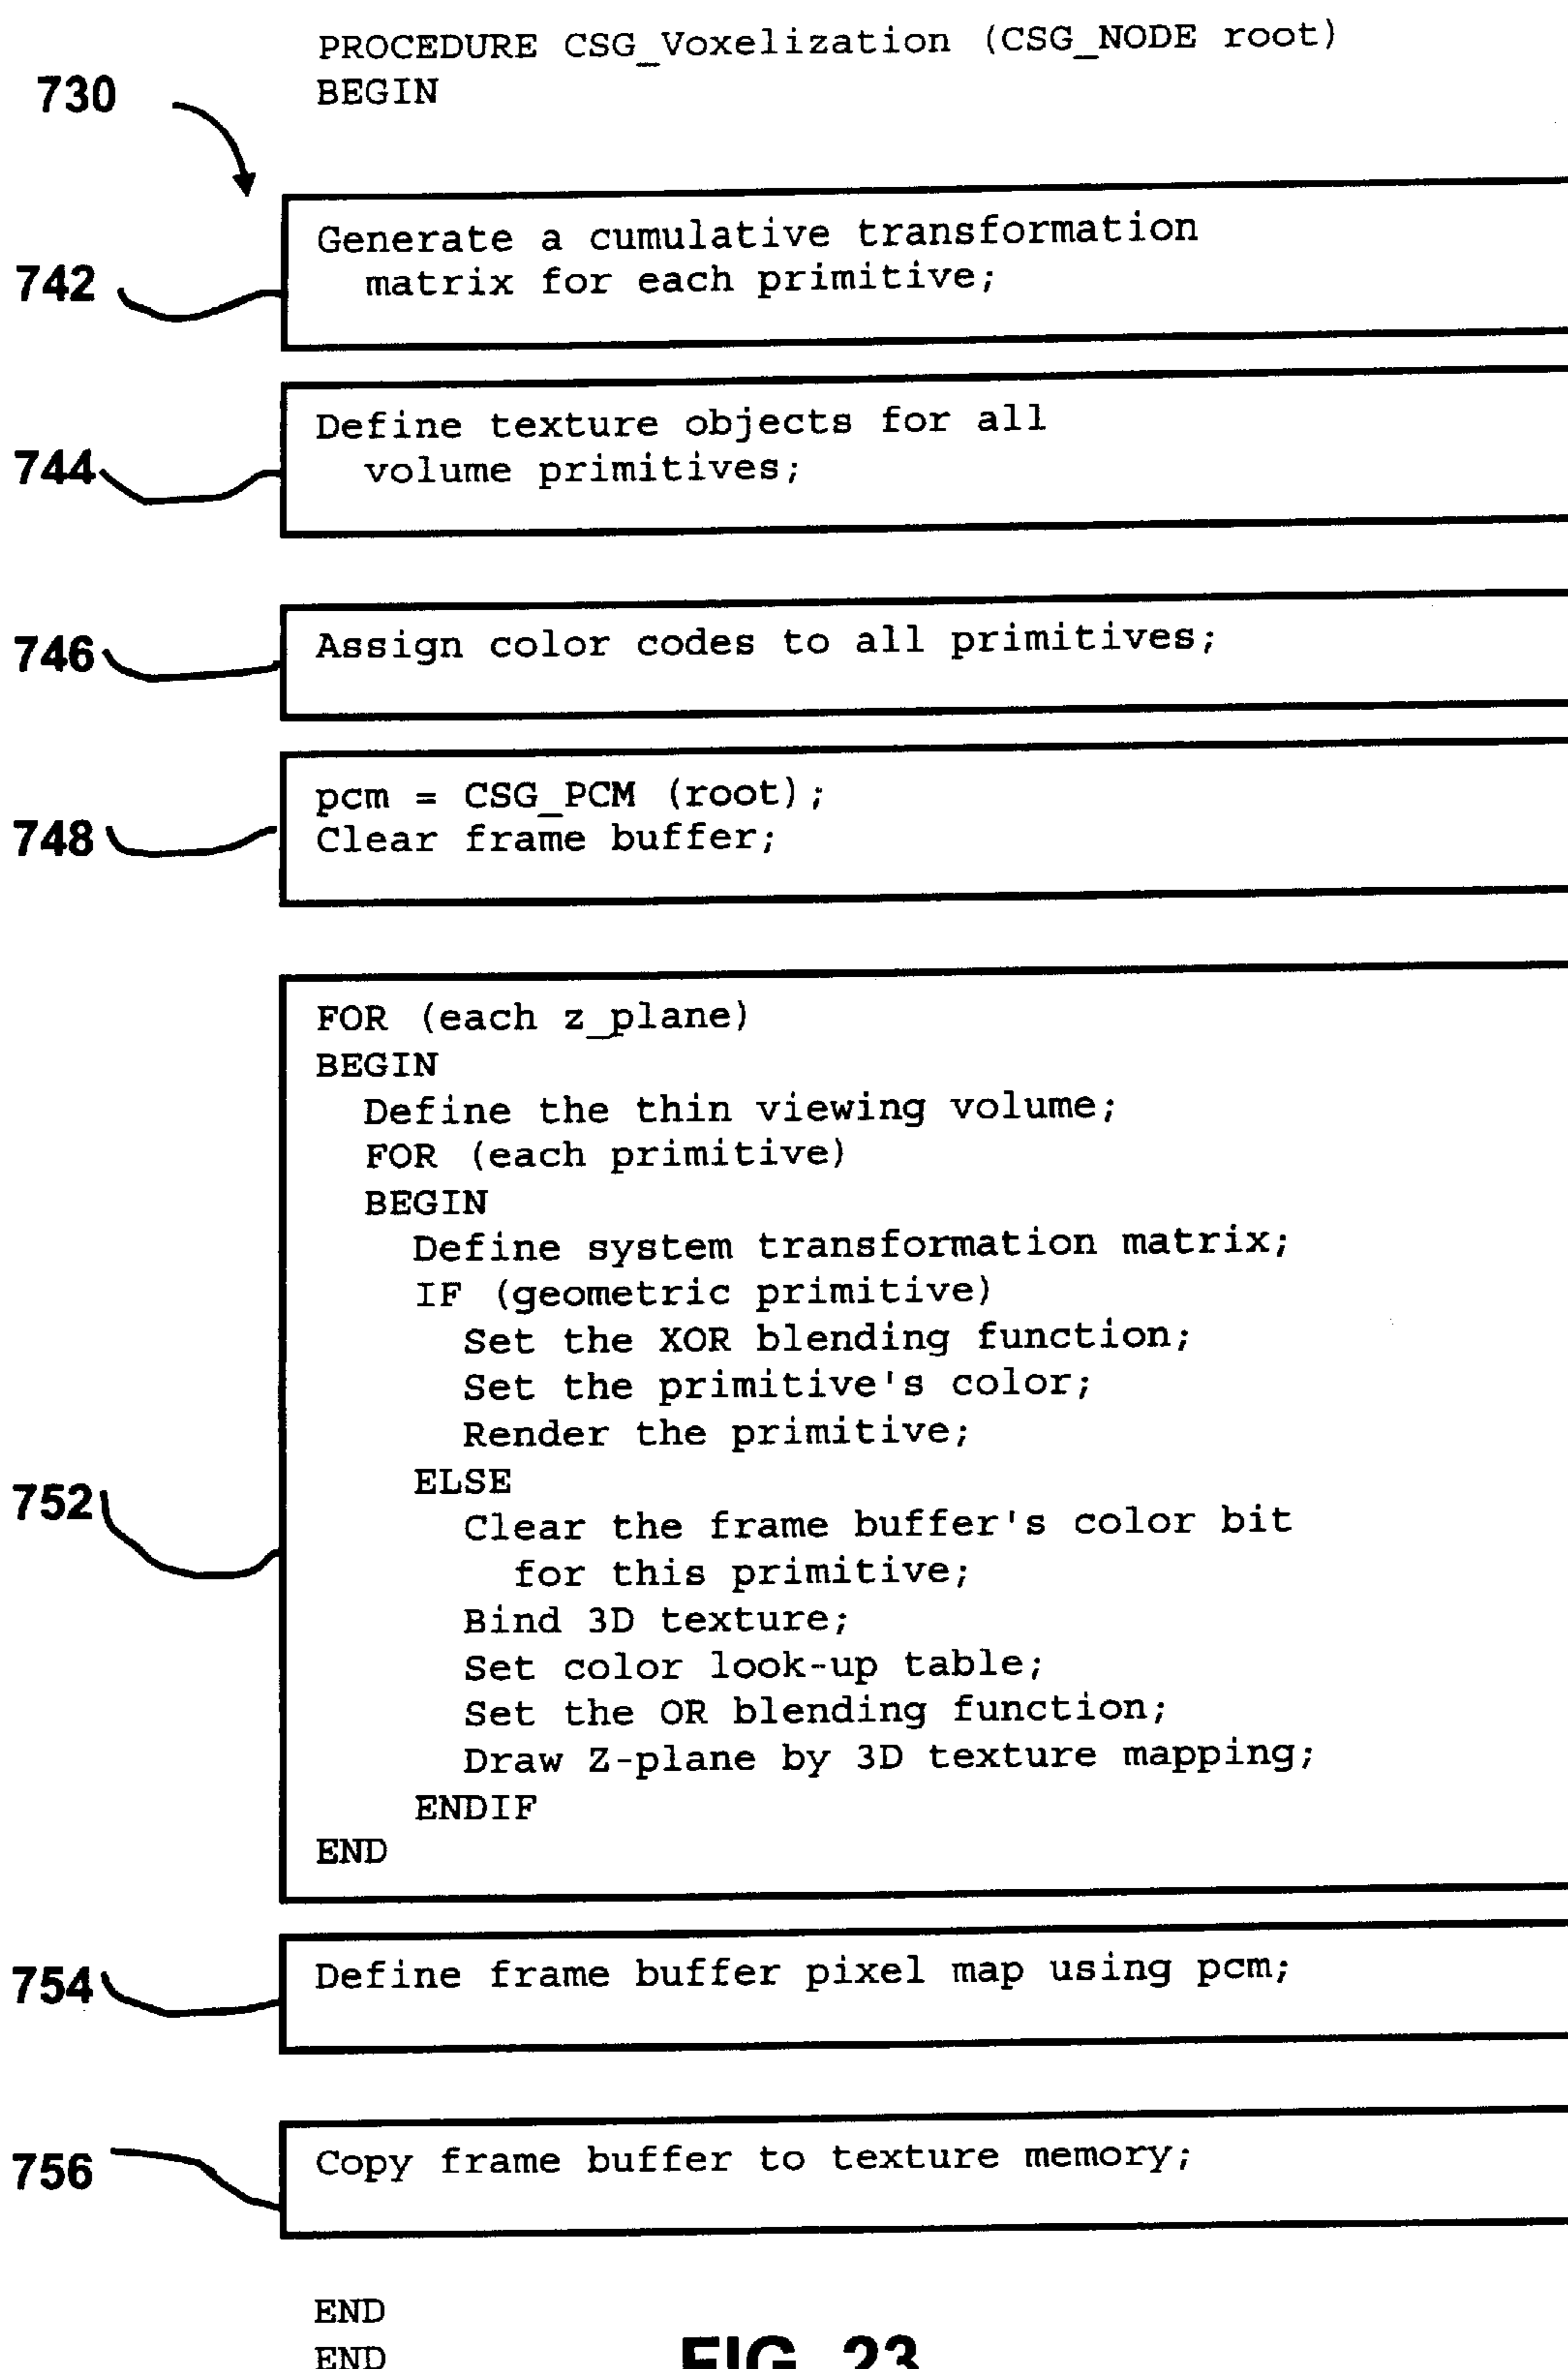 PROCEDURE CSG_Voxelization (CSG_NODE root)
730
BEGIN
742
Generate a cumulative transformation
matrix for each primitive;
744
Define texture objects for all
volume primitives;
746
Assign color codes to all primitives;
748
pcm = CSG_PCM (root);
Clear frame buffer;
752
FOR (each z_plane)
BEGIN
Define the thin viewing volume;
FOR (each primitive)
BEGIN
Define system transformation matrix;
IF (geometric primitive)
Set the XOR blending function;
Set the primitive's color;
Render the primitive;
ELSE
Clear the frame buffer's color bit
for this primitive;
Bind 3D texture;
Set color look-up table;
Set the OR blending function;
Draw Z-plane by 3D texture mapping;
ENDIF
END
754
Define frame buffer pixel map using pcm;
756
Copy frame buffer to texture memory;
END
END
FIG. 23